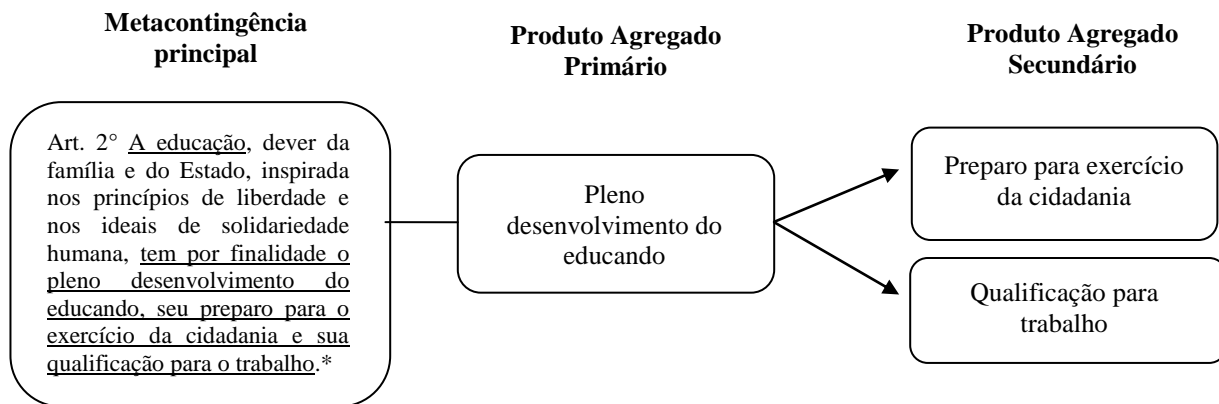 Metacontingência
principal
Produto Agregado
Primário
Produto Agregado
Secundário
Art. 2° A educação, dever da
família e do Estado, inspirada
nos princípios de liberdade e
nos ideais de solidariedade
humana, tem por finalidade o
pleno desenvolvimento do
educando, seu preparo para o
exercício da cidadania e sua
qualificação para o trabalho.*
Pleno
desenvolvimento do
educando
Preparo para exercício
da cidadania
Qualificação para
trabalho